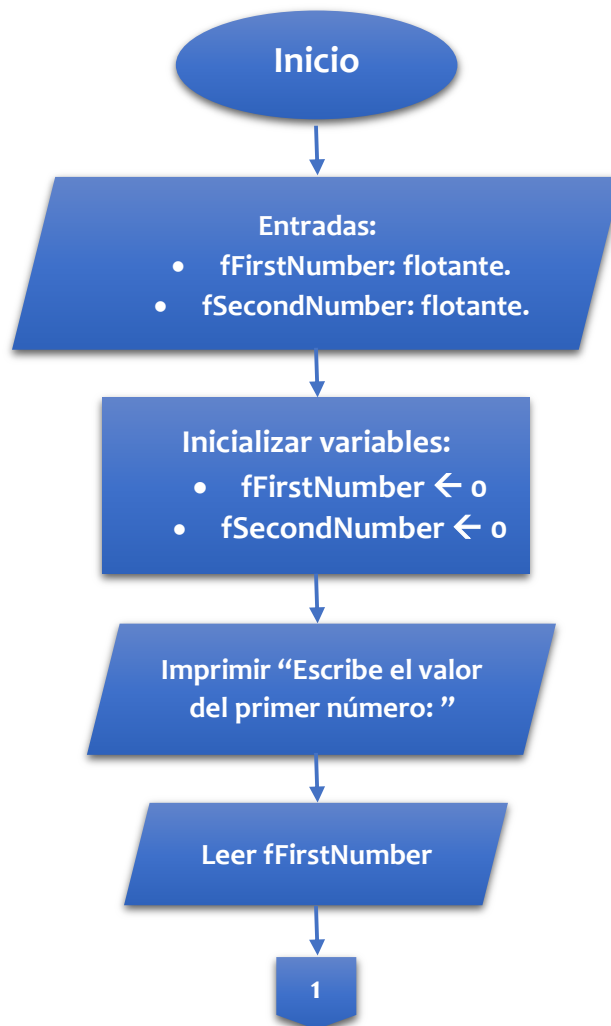 Inicio
Entradas:
• fFirstNumber: flotante.
• fSecondNumber: flotante.
Inicializar variables:
• fFirstNumber ← 0
• fSecondNumber ← 0
Imprimir “Escribe el valor
del primer número: ”
Leer fFirstNumber
1